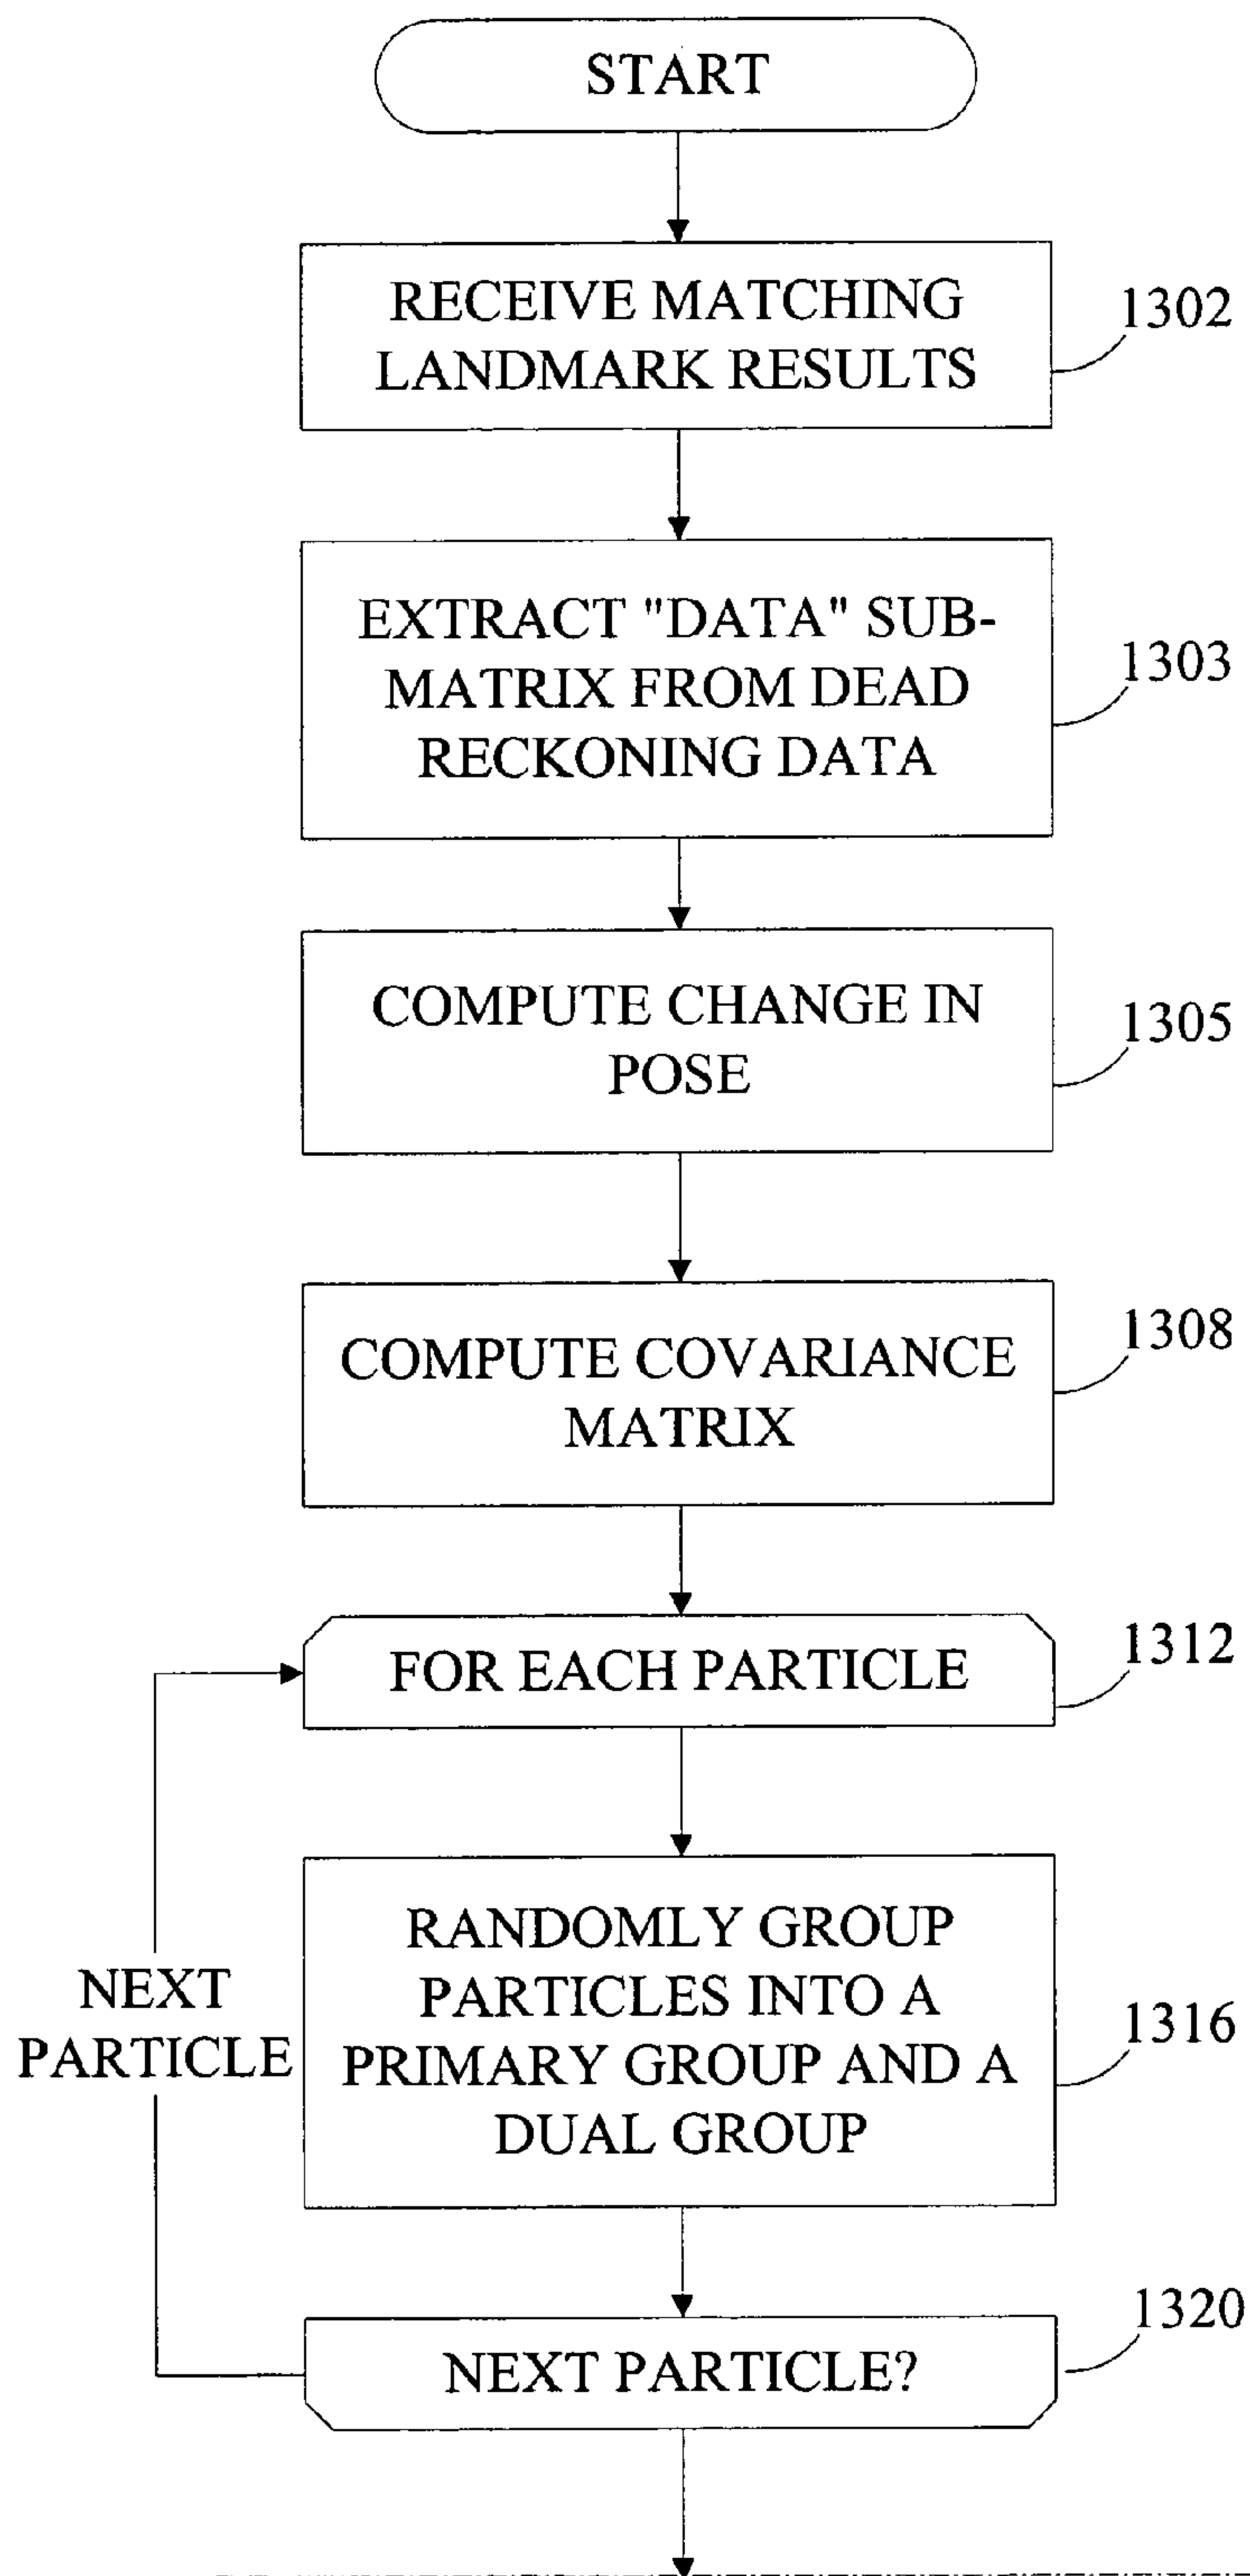 START
RECEIVE MATCHING
LANDMARK RESULTS
1302
EXTRACT "DATA" SUB-
MATRIX FROM DEAD
RECKONING DATA
1303
COMPUTE CHANGE IN
POSE
1305
COMPUTE COVARIANCE
MATRIX
1308
FOR EACH PARTICLE
1312
RANDOMLY GROUP
PARTICLES INTO A
PRIMARY GROUP AND A
DUAL GROUP
1316
NEXT
PARTICLE
NEXT PARTICLE?
1320